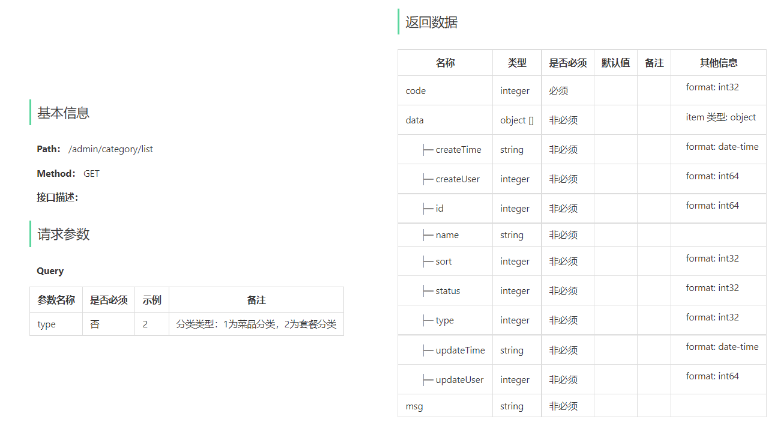 基本信息
Path： /admin/category/list
Method： GET
接口描述：
请求参数
Query
参数名称 是否必须 示例 备注
type 否 2 分类类型：1为菜品分类，2为套餐分类
返回数据
名称 类型 是否必须 默认值 备注 其他信息
code integer 必须 format: int32
data object [] 非必须 item 类型: object
├─ createTime string 非必须 format: date-time
├─ createUser integer 非必须 format: int64
├─ id integer 非必须 format: int64
├─ name string 非必须
├─ sort integer 非必须 format: int32
├─ status integer 非必须 format: int32
├─ type integer 非必须 format: int32
├─ updateTime string 非必须 format: date-time
├─ updateUser integer 非必须 format: int64
msg string 非必须